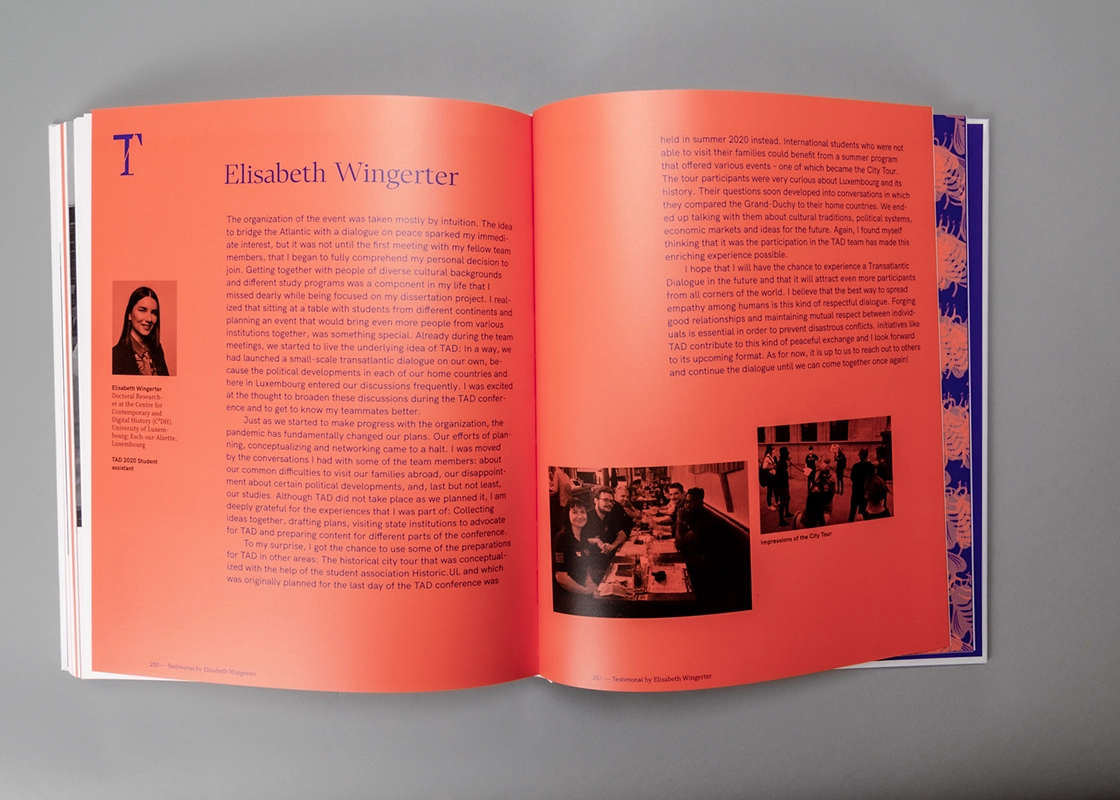 T
Elisabeth Wingerter
The organization of the event was taken mostly by intuition. The idea
to bridge the Atlantic with a dialogue on peace sparked my immedi-
ate interest, but it was not until the first meeting with my fellow team
members, that I began to fully comprehend my personal decision to
join. Getting together with people of diverse cultural backgrounds
and different study programs was a component in my life that I
missed dearly while being focused on my dissertation project. I real-
ized that sitting at a table with students from different continents and
planning an event that would bring even more people from various
institutions together, was something special. Already during the team
meetings, we started to live the underlying idea of TAD: In a way, we
had launched a small-scale transatlantic dialogue on our own, be-
cause the political developments in each of our home countries and
here in Luxembourg entered our discussions frequently. I was excited
at the thought to broaden these discussions during the TAD confer-
ence and to get to know my teammates better.
Just as we started to make progress with the organization, the
pandemic has fundamentally changed our plans. Our efforts of plan-
ning, conceptualizing and networking came to a halt. I was moved
by the conversations I had with some of the team members: about
our common difficulties to visit our families abroad, our disappoint-
ment about certain political developments, and, last but not least,
our studies. Although TAD did not take place as we planned it, I am
deeply grateful for the experiences that I was part of: Collecting
ideas together, drafting plans, visiting state institutions to advocate
for TAD and preparing content for different parts of the conference.
To my surprise, I got the chance to use some of the preparations
for TAD in other areas: The historical city tour that was conceptual-
ized with the help of the student association Historic.UL and which
was originally planned for the last day of the TAD conference was
Elisabeth Wingerter
Doctoral Research-
er at the Centre for
Contemporary and
Digital History (C²DH),
University of Luxem-
bourg; Esch-sur-Alzette,
Luxembourg
TAD 2020 Student
assistant
250 — Testimonial by Elisabeth Wingerter
held in summer 2020 instead. International students who were not
able to visit their families could benefit from a summer program
that offered various events - one of which became the City Tour.
The tour participants were very curious about Luxembourg and its
history. Their questions soon developed into conversations in which
they compared the Grand-Duchy to their home countries. We end-
ed up talking with them about cultural traditions, political systems,
economic markets and ideas for the future. Again, I found myself
thinking that it was the participation in the TAD team has made this
enriching experience possible.
I hope that I will have the chance to experience a Transatlantic
Dialogue in the future and that it will attract even more participants
from all corners of the world. I believe that the best way to spread
empathy among humans is this kind of respectful dialogue. Forging
good relationships and maintaining mutual respect between individ-
uals is essential in order to prevent disastrous conflicts. Initiatives like
TAD contribute to this kind of peaceful exchange and I look forward
to its upcoming format. As for now, it is up to us to reach out to others
and continue the dialogue until we can come together once again!
Impressions of the City Tour
251 — Testimonial by Elisabeth Wingerter